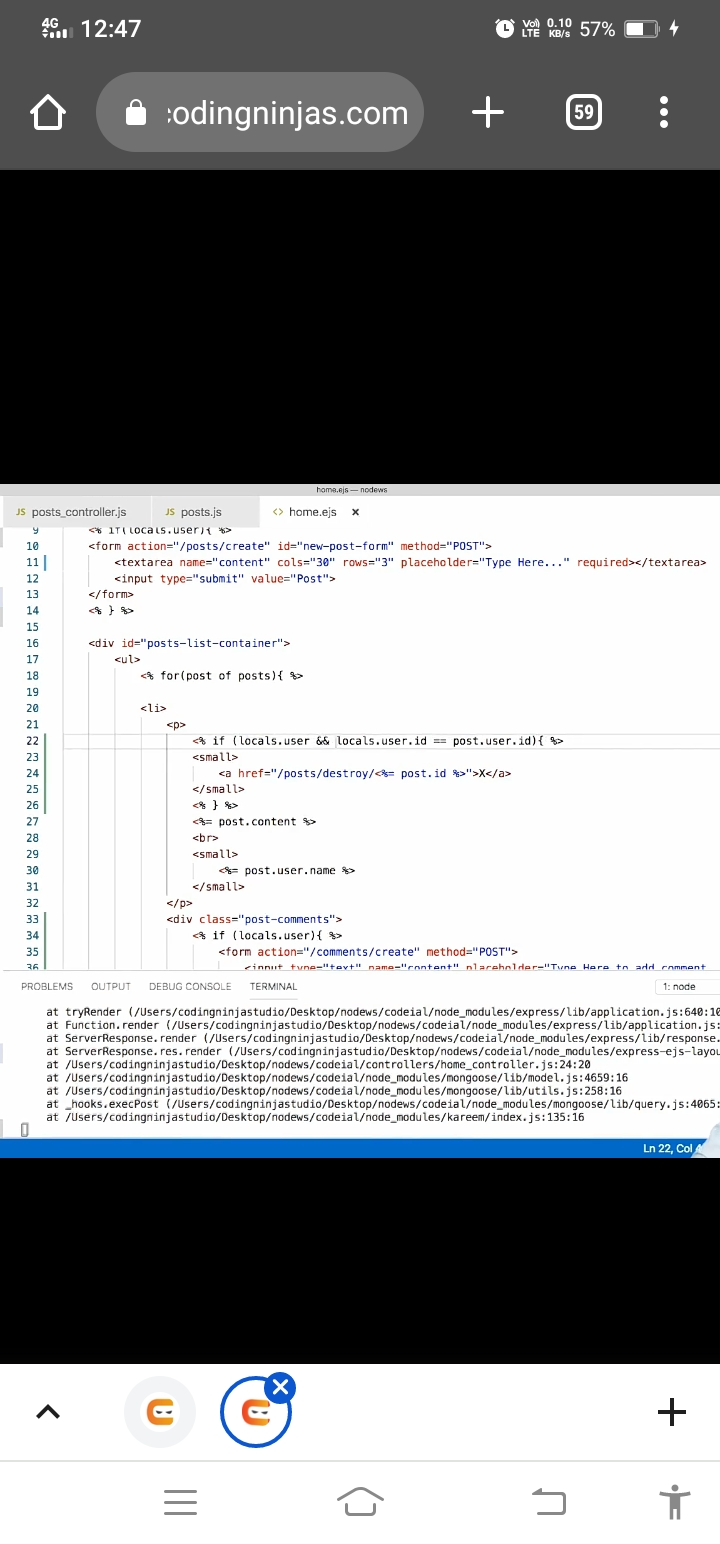 4G 12:47 Vo) LTE 0.10 KB/s 57%
codingninjas.com 59
home.ejs — nodews
JS posts_controller.js JS posts.js <> home.ejs ×
9 <% if(locals.user){ %>
10 <form action="/posts/create" id="new-post-form" method="POST">
11 <textarea name="content" cols="30" rows="3" placeholder="Type Here..." required></textarea>
12 <input type="submit" value="Post">
13 </form>
14 <% } %>
15
16 <div id="posts-list-container">
17 <ul>
18 <% for(post of posts){ %>
19
20 <li>
21 <p>
22 <% if (locals.user && locals.user.id == post.user.id){ %>
23 <small>
24 <a href="/posts/destroy/<%= post.id %>">X</a>
25 </small>
26 <% } %>
27 <%= post.content %>
28 <br>
29 <small>
30 <%= post.user.name %>
31 </small>
32 </p>
33 <div class="post-comments">
34 <% if (locals.user){ %>
35 <form action="/comments/create" method="POST">
36 <input type="text" name="content" placeholder="Type Here to add comment
PROBLEMS OUTPUT DEBUG CONSOLE TERMINAL 1: node
at tryRender (/Users/codingninjastudio/Desktop/nodews/codeial/node_modules/express/lib/application.js:640:10
at Function.render (/Users/codingninjastudio/Desktop/nodews/codeial/node_modules/express/lib/application.js:
at ServerResponse.render (/Users/codingninjastudio/Desktop/nodews/codeial/node_modules/express/lib/response.
at ServerResponse.res.render (/Users/codingninjastudio/Desktop/nodews/codeial/node_modules/express-ejs-layou
at /Users/codingninjastudio/Desktop/nodews/codeial/controllers/home_controller.js:24:20
at /Users/codingninjastudio/Desktop/nodews/codeial/node_modules/mongoose/lib/model.js:4659:16
at /Users/codingninjastudio/Desktop/nodews/codeial/node_modules/mongoose/lib/utils.js:258:16
at _hooks.execPost (/Users/codingninjastudio/Desktop/nodews/codeial/node_modules/mongoose/lib/query.js:4065:
at /Users/codingninjastudio/Desktop/nodews/codeial/node_modules/kareem/index.js:135:16
Ln 22, Col